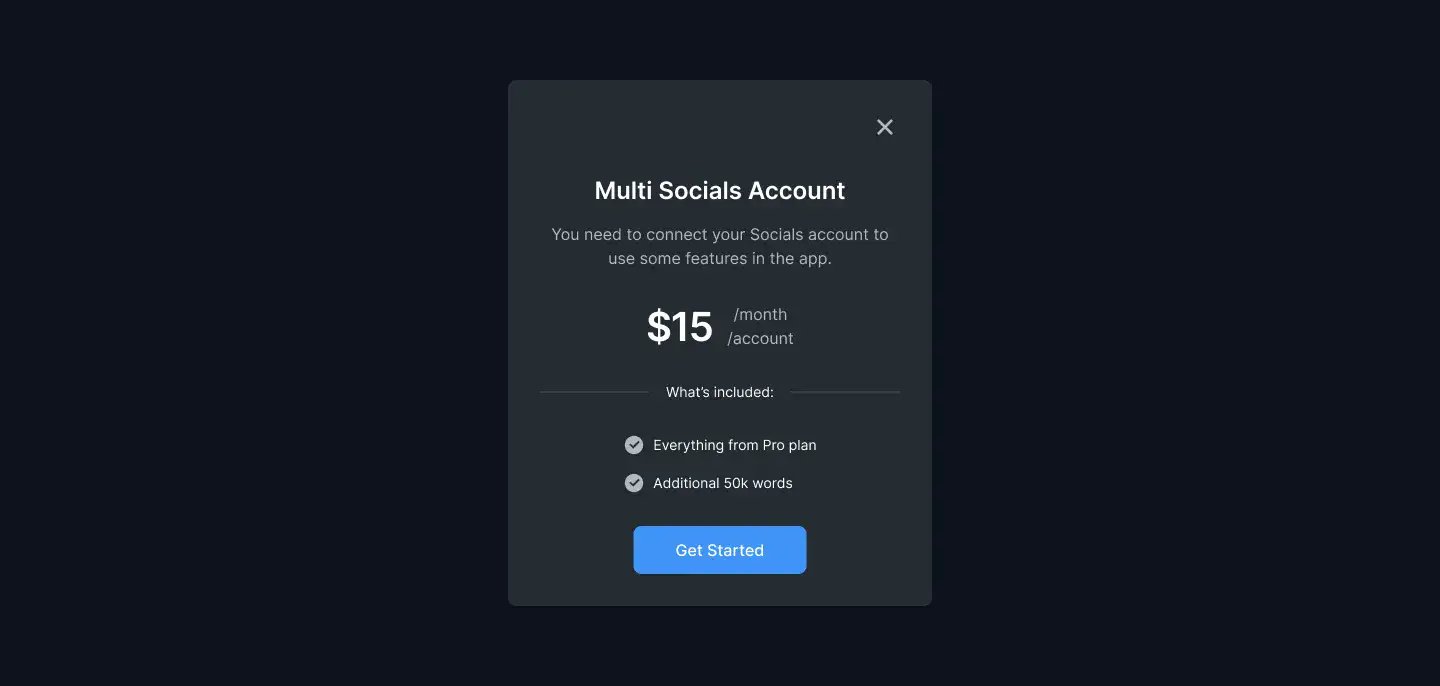 Multi Socials Account
You need to connect your Socials account to
use some features in the app.
$15
/month
/account
What’s included:
Everything from Pro plan
Additional 50k words
Get Started